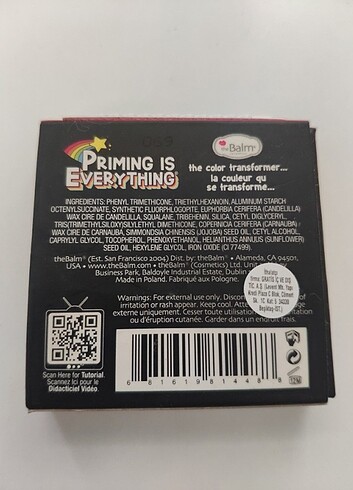 089
PRIMING IS
EVERYTHING
theBalm®
the color transformer...
la couleur qui
se transforme...
INGREDIENTS: PHENYL TRIMETHICONE, TRIETHYLHEXANOIN, ALUMINUM STARCH
OCTENYLSUCCINATE, SYNTHETIC FLUORPHLOGOPITE, EUPHORBIA CERIFERA (CANDELILLA)
WAX CIRE DE CANDELILLA, SQUALANE, TRIBEHENIN, SILICA, CETYL DIGLYCERYL
TRIS(TRIMETHYLSILOXY)SILYLETHYL DIMETHICONE, COPERNICIA CERIFERA (CARNAUBA)
WAX CIRE DE CARNAUBA, SIMMONDSIA CHINENSIS (JOJOBA) SEED OIL, CETYL ALCOHOL,
CAPRYLYL GLYCOL, TOCOPHEROL, PHENOXYETHANOL, HELIANTHUS ANNUUS (SUNFLOWER)
SEED OIL, HEXYLENE GLYCOL, IRON OXIDE (CI 77499).
theBalm® (Est. San Francisco 2004) Dist. by: theBalm® • Alameda, CA 94501,
USA • www.theBalm.com • theBalm® (Cosmetics) Ltd. Unit
Business Park, Baldoyle Industrial Estate, Dublin
Made in Poland. Fabriqué aux Pologne.
Warnings: For external use only.
irritation or rash appear. Keep cool.
externe uniquement. Cesser toute utilisation
ou d'éruption cutanée. Garder dans un endroit frais.
Scan Here for Tutorial.
Scannez Ici pour le
Didacticiel Vidéo.
12M